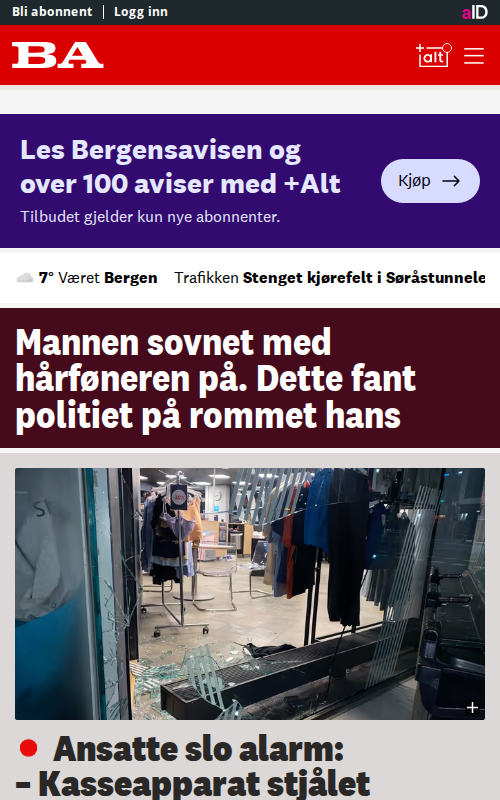 Bli abonnent Logg inn aID
BA +alt
Les Bergensavisen og
over 100 aviser med +Alt
Kjøp →
Tilbudet gjelder kun nye abonnenter.
7° Været Bergen Trafikken Stenget kjørefelt i Søråstunnele
Mannen sovnet med
hårføneren på. Dette fant
politiet på rommet hans
Ansatte slo alarm:
– Kasseapparat stjålet